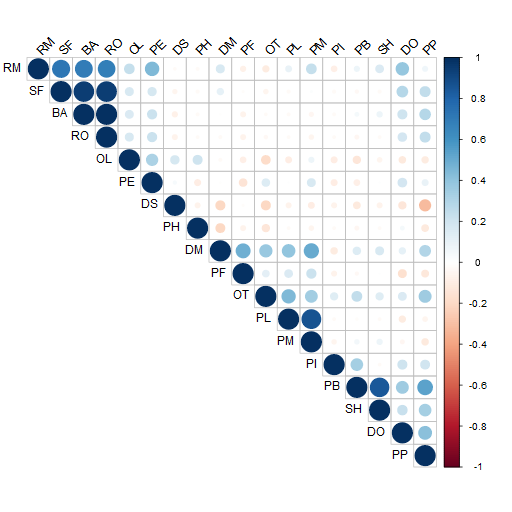 RM SF BA RO OL PE DS PH DM PF OT PL PM PI PB SH DO PP
RM
SF
BA
RO
OL
PE
DS
PH
DM
PF
OT
PL
PM
PI
PB
SH
DO
PP
1
0.8
0.6
0.4
0.2
0
-0.2
-0.4
-0.6
-0.8
-1